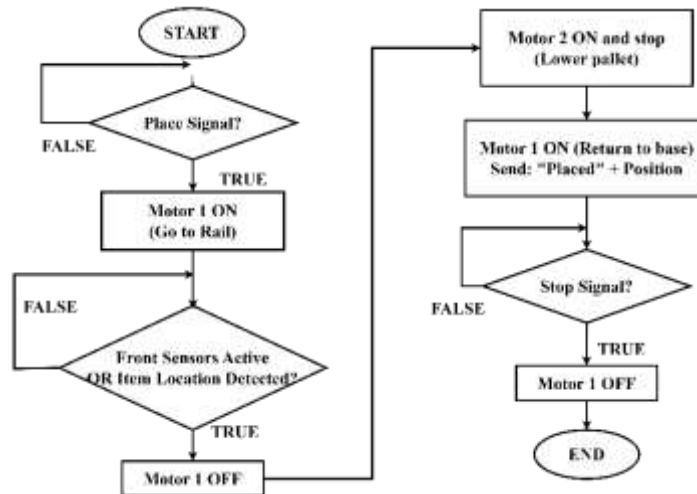 START
Place Signal?
FALSE
TRUE
Motor 1 ON
(Go to Rail)
FALSE
Front Sensors Active
OR Item Location Detected?
TRUE
Motor 1 OFF
Motor 2 ON and stop
(Lower pallet)
Motor 1 ON (Return to base)
Send: "Placed" + Position
Stop Signal?
FALSE
TRUE
Motor 1 OFF
END